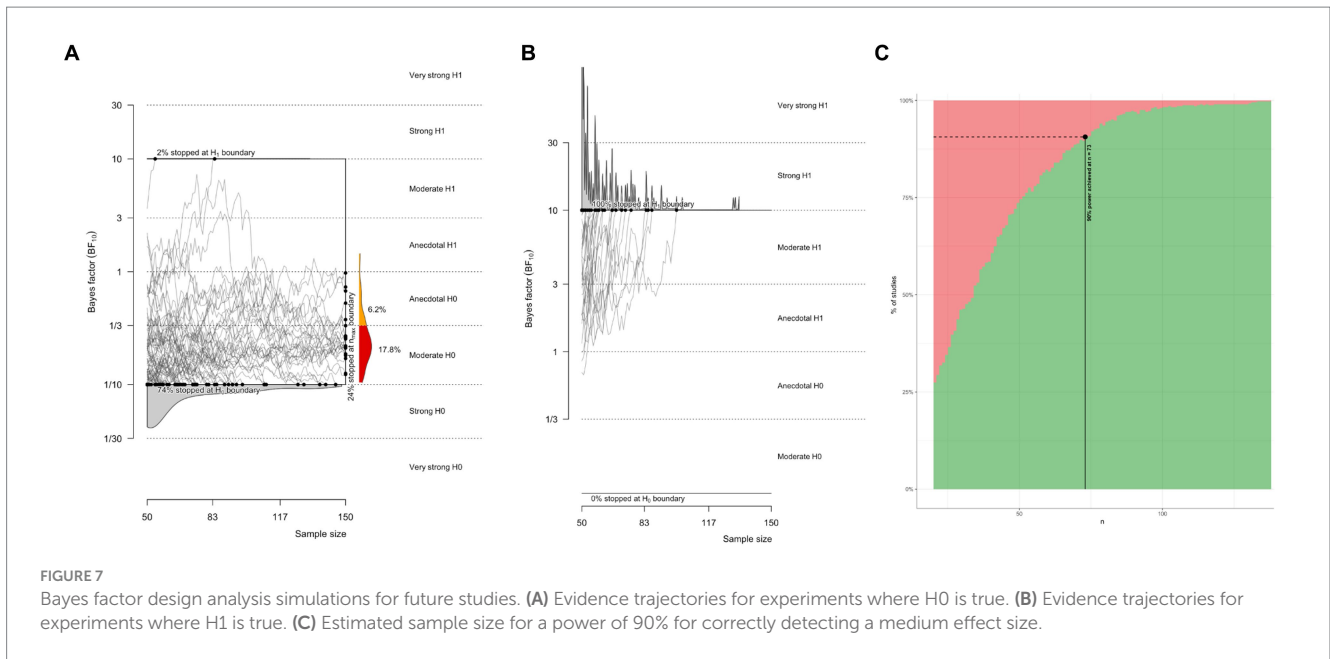 A
Very strong H1
30
Strong H1
10
2% stopped at H1 boundary
Moderate H1
3
Anecdotal H1
1
Anecdotal H0
1/3
Moderate H0
1/10
74% stopped at H boundary
Strong H0
1/30
Very strong H0
Bayes factor (BF10)
24% stopped at nmax boundary
6.2%
17.8%
50
83
117
150
Sample size
B
Very strong H1
30
Strong H1
10
100% stopped at H1 boundary
Moderate H1
3
Anecdotal H1
1
Anecdotal H0
1/3
Moderate H0
0% stopped at H0 boundary
Bayes factor (BF10)
50
83
117
150
Sample size
C
100%
75%
50%
25%
0%
% of studies
90% power achieved at n = 73
50
100
n
FIGURE 7
Bayes factor design analysis simulations for future studies. (A) Evidence trajectories for experiments where H0 is true. (B) Evidence trajectories for
experiments where H1 is true. (C) Estimated sample size for a power of 90% for correctly detecting a medium effect size.